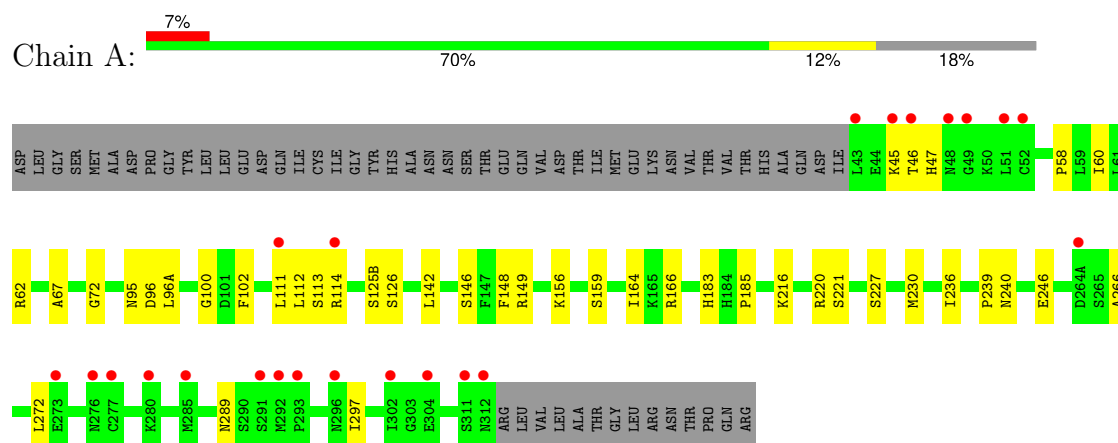 7%
Chain A:
70% 12% 18%
ASP LEU GLY SER MET ALA ASP PRO GLY TYR LEU LEU GLU ASP GLN ILE CYS ILE GLY TYR HIS ALA ASN ASN SER THR GLU GLN VAL ASP THR ILE MET GLU LYS ASN VAL THR VAL THR HIS ALA GLN ASP ILE L43 E44 K45 T46 H47 N48 G49 K50 L51 C52 P58 L59 I60 L61
R62 A67 G72 N95 D96 L96A G100 D101 F102 L111 L112 S113 R114 S125B S126 L142 S146 F147 F148 R149 K156 S159 I164 K165 R166 H183 H184 P185 K216 R220 S221 S227 M230 I236 P239 N240 E246 D264A S265 A266
L272 E273 N276 C277 K280 M285 N289 S290 S291 M292 P293 N296 I297 I302 G303 E304 S311 N312 ARG LEU VAL LEU ALA THR GLY LEU ARG ASN THR PRO GLN ARG